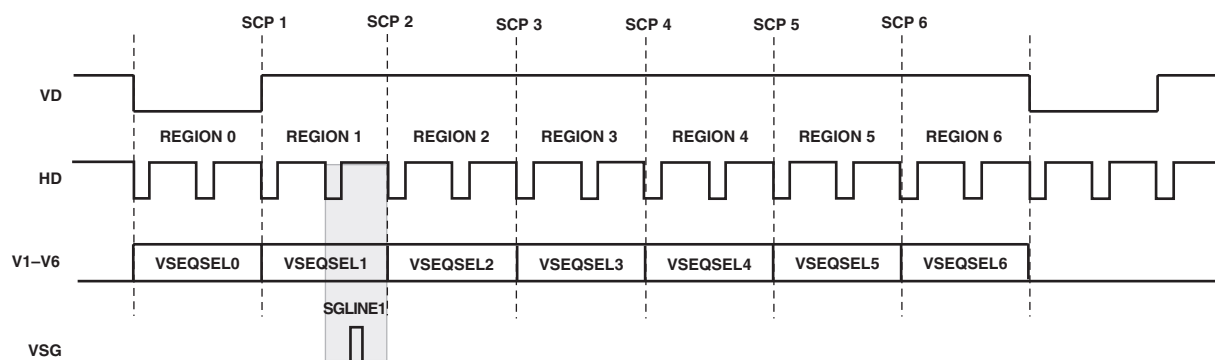 SCP 1 SCP 2 SCP 3 SCP 4 SCP 5 SCP 6
VD
REGION 0 REGION 1 REGION 2 REGION 3 REGION 4 REGION 5 REGION 6
HD
V1–V6 VSEQSEL0 VSEQSEL1 VSEQSEL2 VSEQSEL3 VSEQSEL4 VSEQSEL5 VSEQSEL6
SGLINE1
VSG